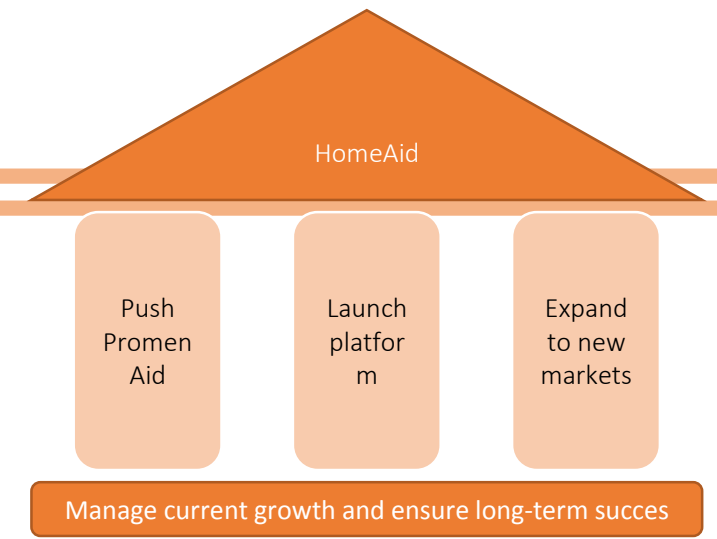 HomeAid
Push
Promen
Aid
Launch
platfor
m
Expand
to new
markets
Manage current growth and ensure long-term succes